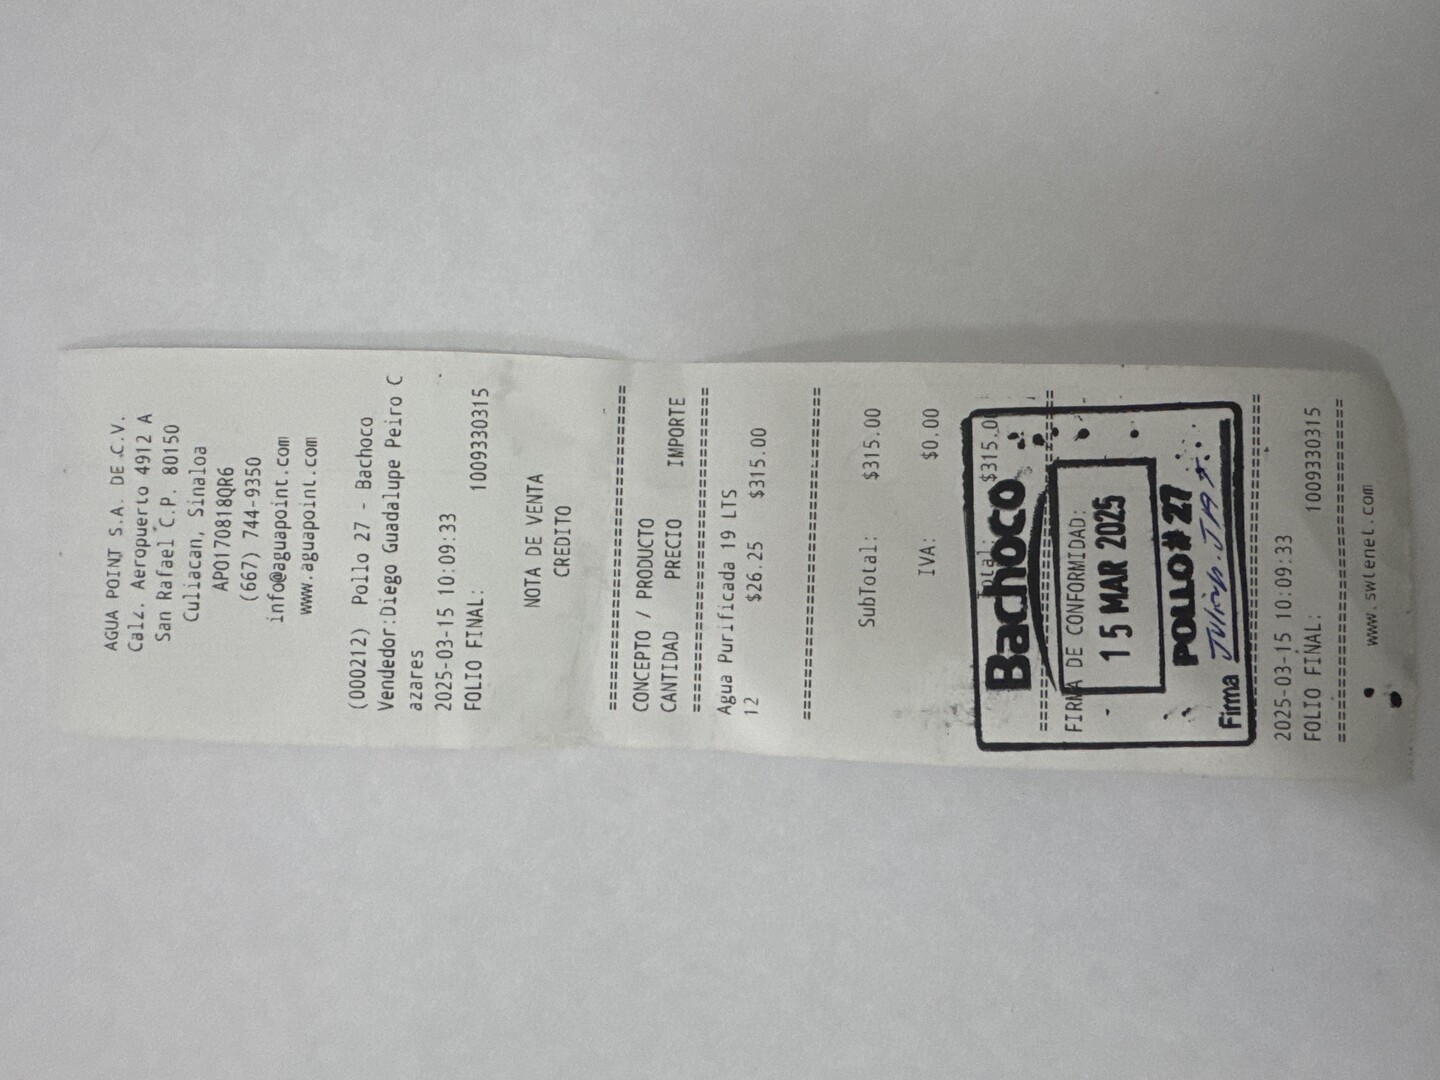 AGUA POINT S.A. DE C.V.
Calz. Aeropuerto 4912 A
San Rafael C.P. 80150
Culiacan, Sinaloa
APO170818QR6
(667) 744-9350
info@aguapoint.com
www.aguapoint.com
(000212) Pollo 27 - Bachoco
Vendedor:Diego Guadalupe Peiro C
azares
2025-03-15 10:09:33
FOLIO FINAL: 1009330315
NOTA DE VENTA
CREDITO
================================
CONCEPTO / PRODUCTO
CANTIDAD PRECIO IMPORTE
================================
Agua Purificada 19 LTS
12 $26.25 $315.00
================================
SubTotal: $315.00
IVA: $0.00
$315.00
Bachoco
================================
FIRMA DE CONFORMIDAD:
15 MAR 2025
POLLO # 27
Firma
================================
2025-03-15 10:09:33
FOLIO FINAL: 1009330315
================================
www.swtenet.com